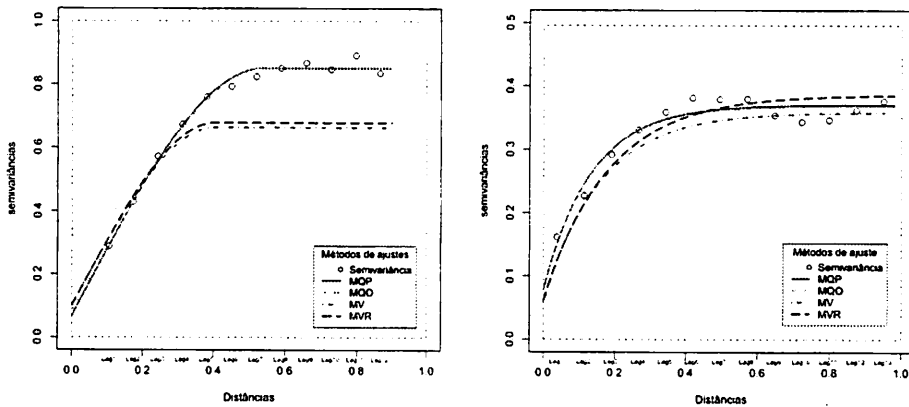 semivariâncias
1.0
0.8
0.6
0.4
0.2
0.0
Métodos de ajustes
Semivariância
MQP
MQO
MV
MVR
0.0 0.2 0.4 0.6 0.8 1.0
Distâncias
semivariâncias
0.5
0.4
0.3
0.2
0.1
0.0
Métodos de ajuste
Semivariância
MQP
MQO
MV
MVR
0.0 0.2 0.4 0.6 0.8 1.0
Distâncias